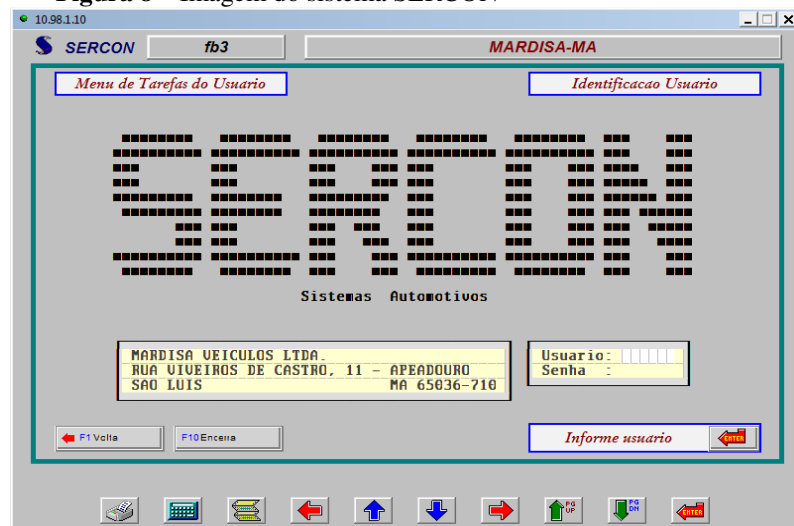 Figura 6 – Imagem do sistema SERCON
10.98.1.10
SERCON fb3 MARDISA-MA
Menu de Tarefas do Usuario Identificacao Usuario
SERCON
Sistemas Automotivos
MARDISA VEICULOS LTDA.
RUA VIVEIROS DE CASTRO, 11 - APEADOURO
SAO LUIS MA 65036-710
Usuario:
Senha :
F1 Volta F10 Encerra Informe usuario ENTER
PG UP PG DN ENTER